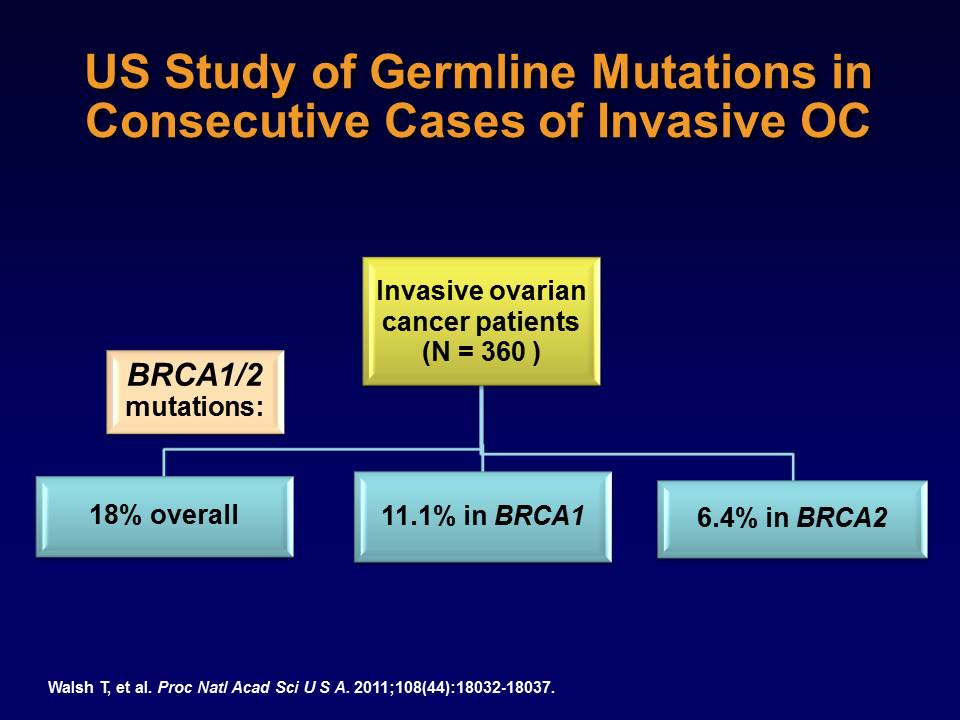 US Study of Germline Mutations in
Consecutive Cases of Invasive OC
Invasive ovarian
cancer patients
(N = 360 )
BRCA1/2
mutations:
18% overall
11.1% in BRCA1
6.4% in BRCA2
Walsh T, et al. Proc Natl Acad Sci U S A. 2011;108(44):18032-18037.